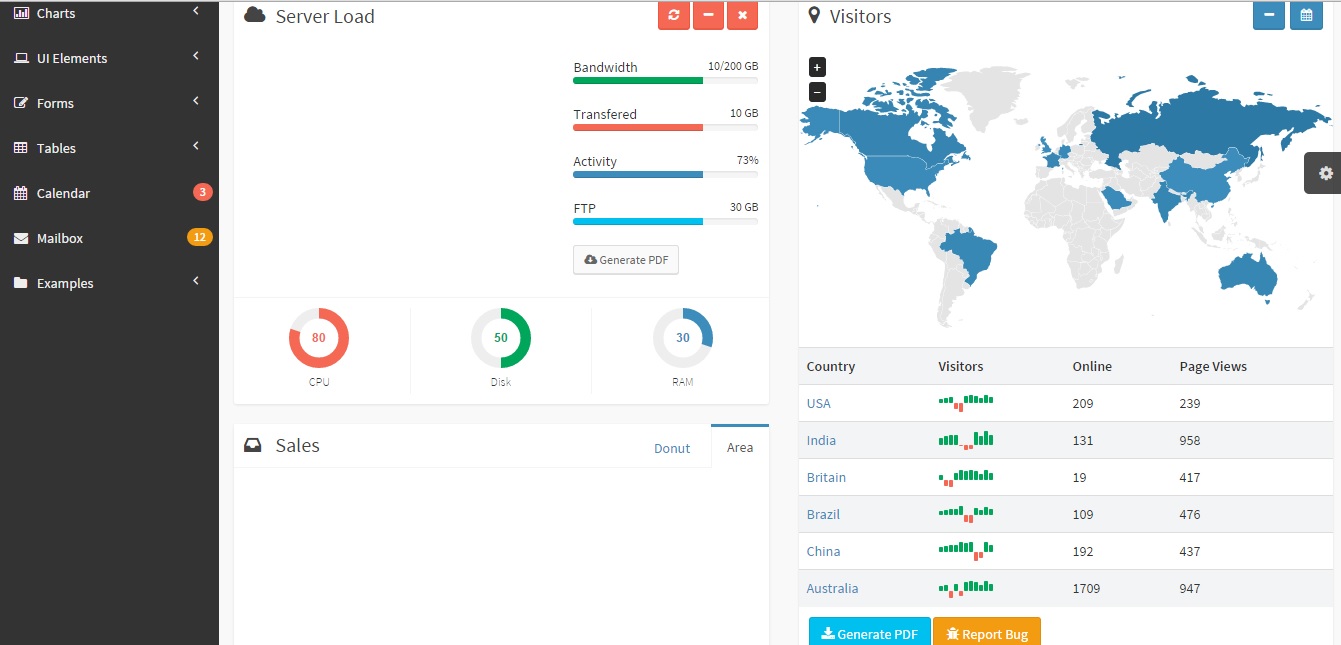 Charts
UI Elements
Forms
Tables
Calendar 3
Mailbox 12
Examples
Server Load
Bandwidth 10/200 GB
Transfered 10 GB
Activity 73%
FTP 30 GB
Generate PDF
80 50 30
CPU Disk RAM
Sales Donut Area
Visitors
+
−
Country Visitors Online Page Views
USA 209 239
India 131 958
Britain 19 417
Brazil 109 476
China 192 437
Australia 1709 947
Generate PDF Report Bug